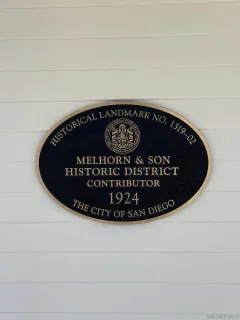 HISTORICAL LANDMARK NO. 1319-02
MELHORN & SON
HISTORIC DISTRICT
CONTRIBUTOR
1924
THE CITY OF SAN DIEGO